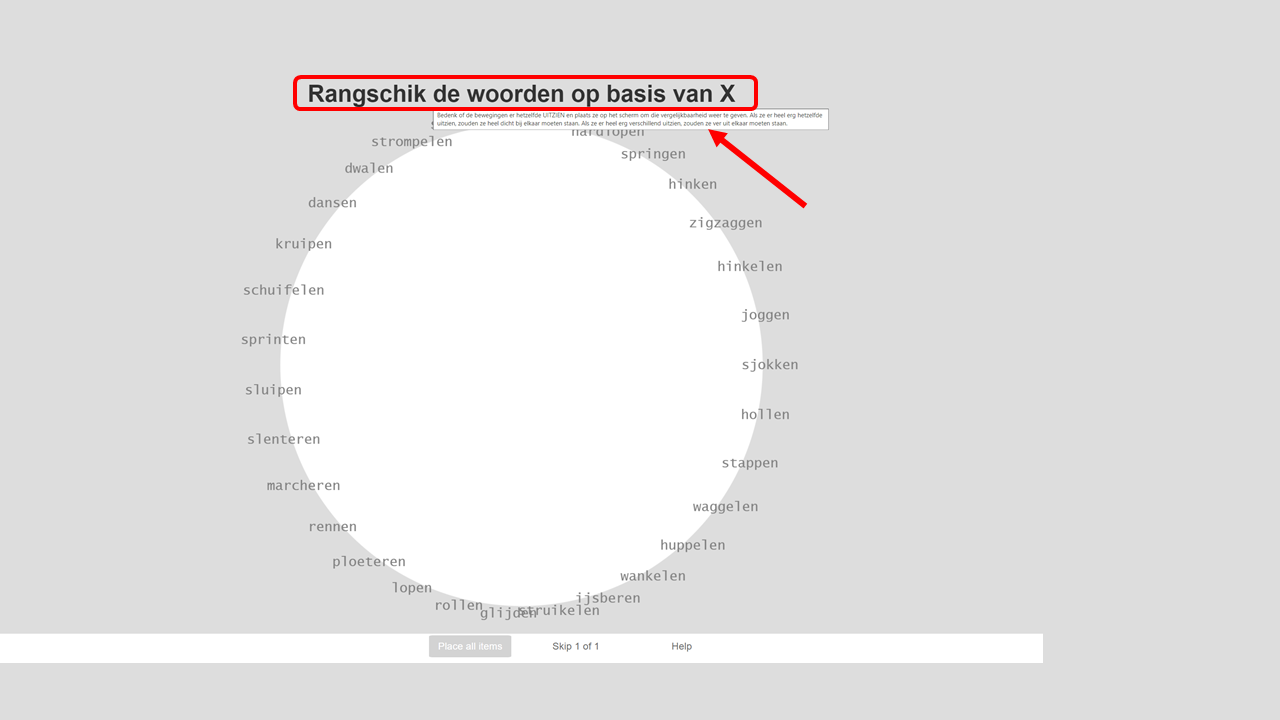 Rangschik de woorden op basis van X
Bedenk of de bewegingen er hetzelfde UITZIEN en plaats ze op het scherm om die vergelijkbaarheid weer te geven. Als ze er heel erg hetzelfde
uitzien, zouden ze heel dicht bij elkaar moeten staan. Als ze er heel erg verschillend uitzien, zouden ze ver uit elkaar moeten staan.
hardlopen
strompelen
springen
dwalen
hinken
dansen
zigzaggen
kruipen
hinkelen
schuifelen
joggen
sprinten
sjokken
sluipen
hollen
slenteren
stappen
marcheren
waggelen
rennen
huppelen
ploeteren
wankelen
lopen
ijsberen
rollen
glijden
struikelen
Place all items
Skip 1 of 1
Help